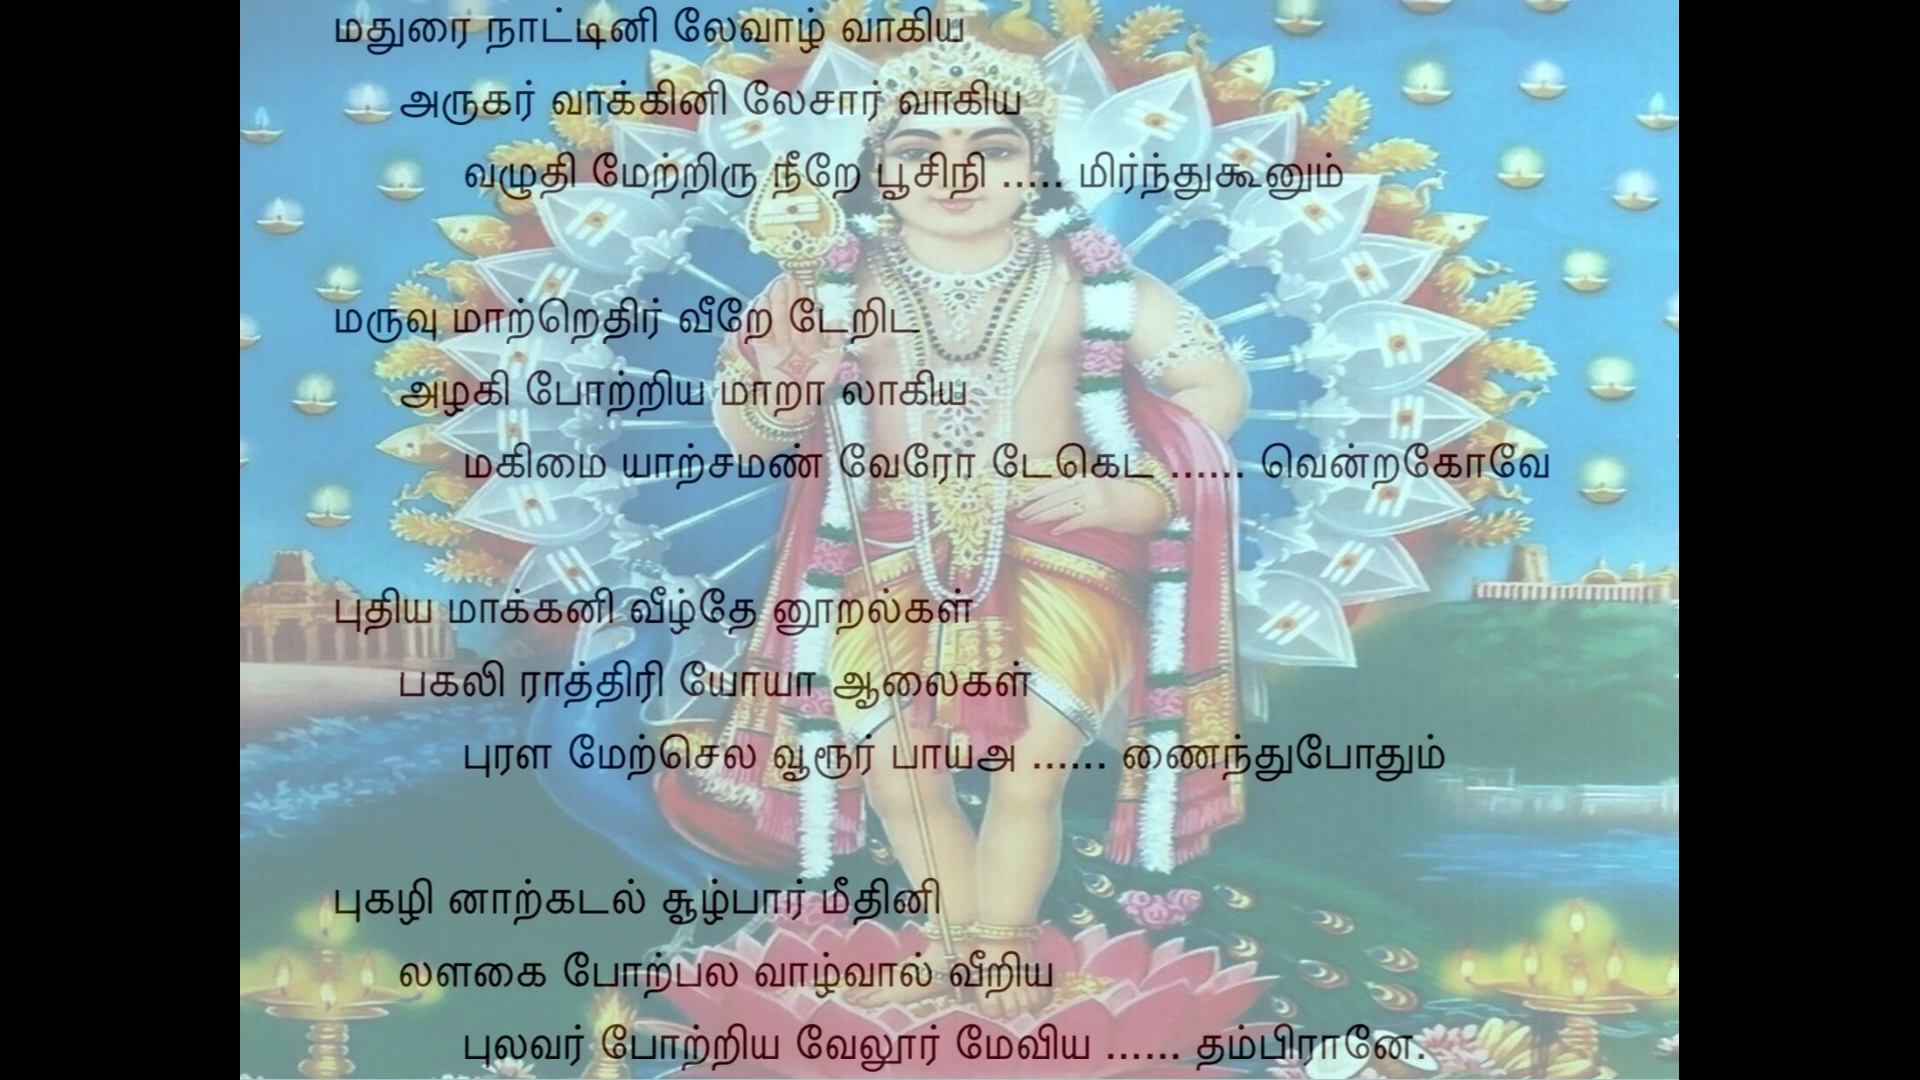 மதுரை நாட்டினி லேவாழ் வாகிய
அருகர் வாக்கினி லேசார் வாகிய
வழுதி மேற்றிரு நீறே பூசிநி ..... மிர்ந்துகூனும்
மருவு மாற்றெதிர் வீறே டேறிட
அழகி போற்றிய மாறா லாகிய
மகிமை யாற்சமண் வேரோ டேகெட ...... வென்றகோவே
புதிய மாக்கனி வீழ்தே னூறல்கள்
பகலி ராத்திரி யோயா ஆலைகள்
புரள மேற்செல வூரூர் பாயஅ ...... ணைந்துபோதும்
புகழி னாற்கடல் சூழ்பார் மீதினி
லளகை போற்பல வாழ்வால் வீறிய
புலவர் போற்றிய வேலூர் மேவிய ...... தம்பிரானே.